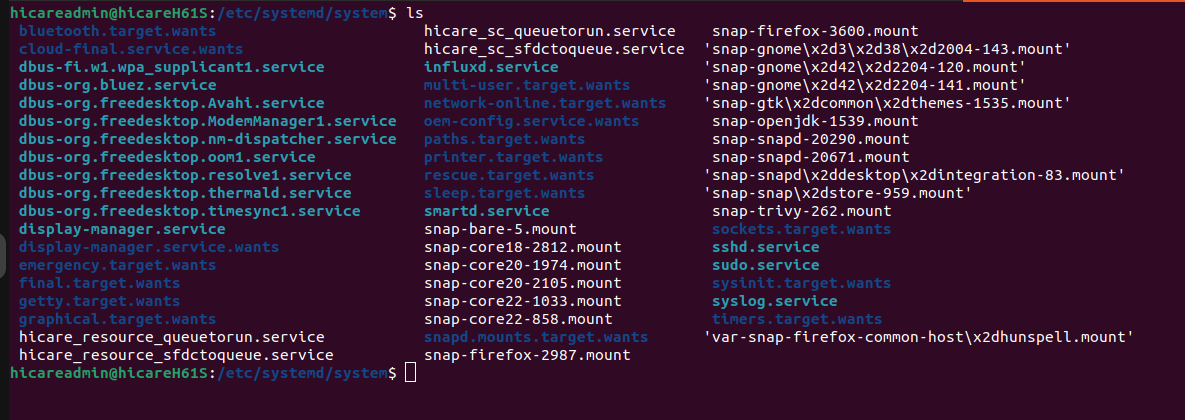 hicareadmin@hicareH61S:/etc/systemd/system$ ls
bluetooth.target.wants hicare_sc_queuetorun.service snap-firefox-3600.mount
cloud-final.service.wants hicare_sc_sfdctoqueue.service 'snap-gnome\x2d3\x2d38\x2d2004-143.mount'
dbus-fi.w1.wpa_supplicant1.service influxd.service 'snap-gnome\x2d42\x2d2204-120.mount'
dbus-org.bluez.service multi-user.target.wants 'snap-gnome\x2d42\x2d2204-141.mount'
dbus-org.freedesktop.Avahi.service network-online.target.wants 'snap-gtk\x2dcommon\x2dthemes-1535.mount'
dbus-org.freedesktop.ModemManager1.service oem-config.service.wants snap-openjdk-1539.mount
dbus-org.freedesktop.nm-dispatcher.service paths.target.wants snap-snapd-20290.mount
dbus-org.freedesktop.oom1.service printer.target.wants snap-snapd-20671.mount
dbus-org.freedesktop.resolve1.service rescue.target.wants 'snap-snapd\x2ddesktop\x2dintegration-83.mount'
dbus-org.freedesktop.thermald.service sleep.target.wants 'snap-snap\x2dstore-959.mount'
dbus-org.freedesktop.timesync1.service smartd.service snap-trivy-262.mount
display-manager.service snap-bare-5.mount sockets.target.wants
display-manager.service.wants snap-core18-2812.mount sshd.service
emergency.target.wants snap-core20-1974.mount sudo.service
final.target.wants snap-core20-2105.mount sysinit.target.wants
getty.target.wants snap-core22-1033.mount syslog.service
graphical.target.wants snap-core22-858.mount timers.target.wants
hicare_resource_queuetorun.service snapd.mounts.target.wants 'var-snap-firefox-common-host\x2dhunspell.mount'
hicare_resource_sfdctoqueue.service snap-firefox-2987.mount
hicareadmin@hicareH61S:/etc/systemd/system$